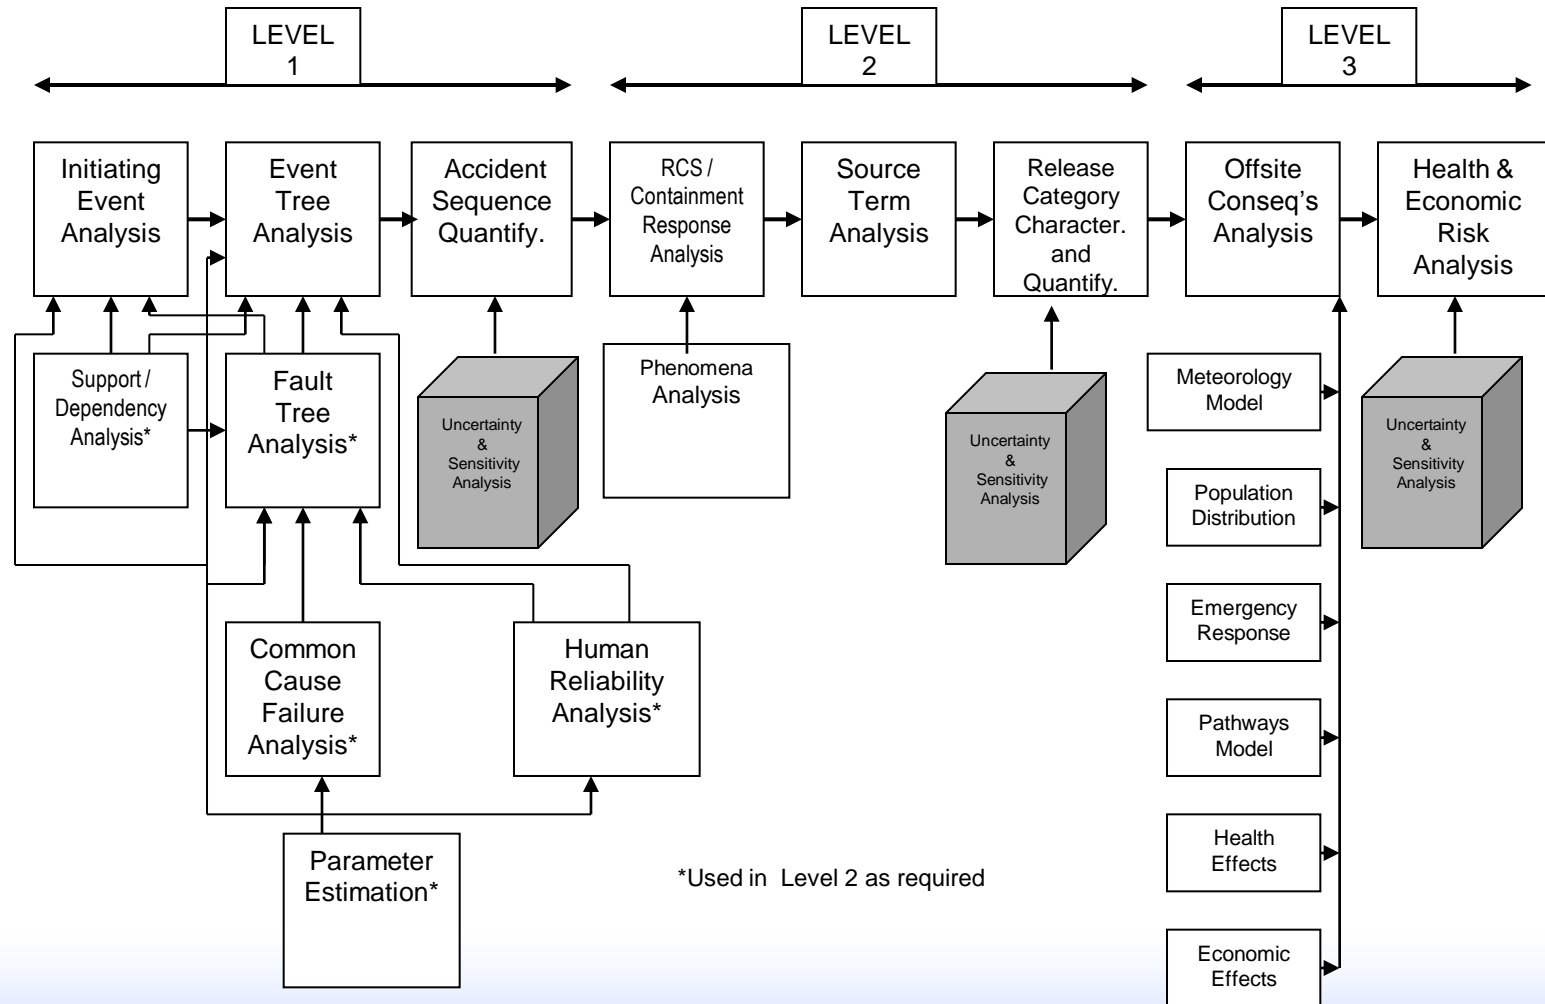 LEVEL
1
LEVEL
2
LEVEL
3
Initiating
Event
Analysis
Event
Tree
Analysis
Accident
Sequence
Quantify.
RCS /
Containment
Response
Analysis
Source
Term
Analysis
Release
Category
Character.
and
Quantify.
Offsite
Conseq's
Analysis
Health &
Economic
Risk
Analysis
Support /
Dependency
Analysis*
Fault
Tree
Analysis*
Uncertainty
&
Sensitivity
Analysis
Phenomena
Analysis
Uncertainty
&
Sensitivity
Analysis
Meteorology
Model
Uncertainty
&
Sensitivity
Analysis
Population
Distribution
Emergency
Response
Common
Cause
Failure
Analysis*
Human
Reliability
Analysis*
Pathways
Model
Parameter
Estimation*
*Used in Level 2 as required
Health
Effects
Economic
Effects